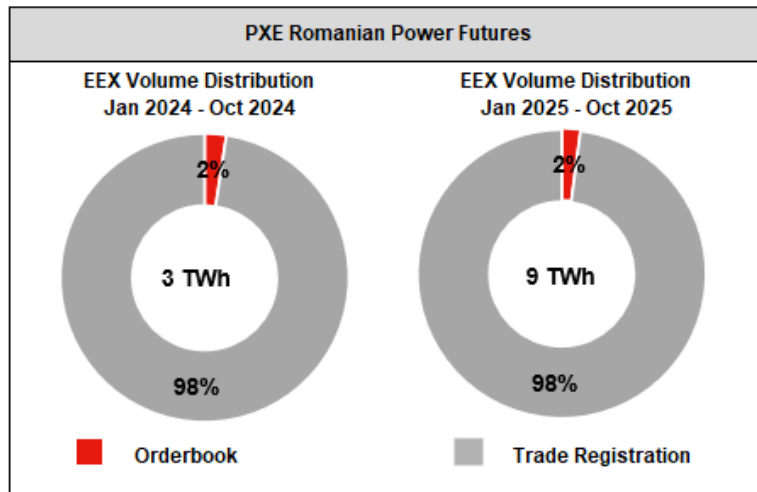 PXE Romanian Power Futures
EEX Volume Distribution
Jan 2024 - Oct 2024
2%
3 TWh
98%
EEX Volume Distribution
Jan 2025 - Oct 2025
2%
9 TWh
98%
Orderbook
Trade Registration